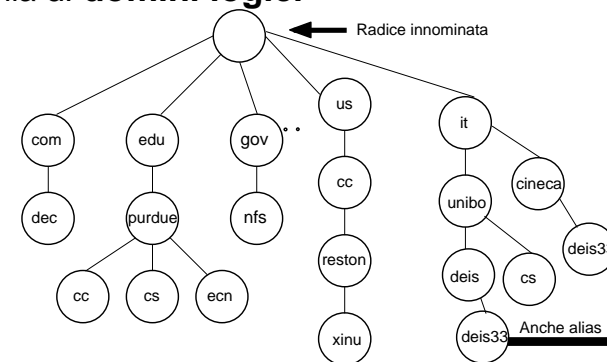 Radice innominata
us
it
com
edu
gov
cc
cineca
unibo
dec
purdue
nfs
deis3
reston
deis
cs
cc
cs
ecn
xinu
deis33
Anche alias